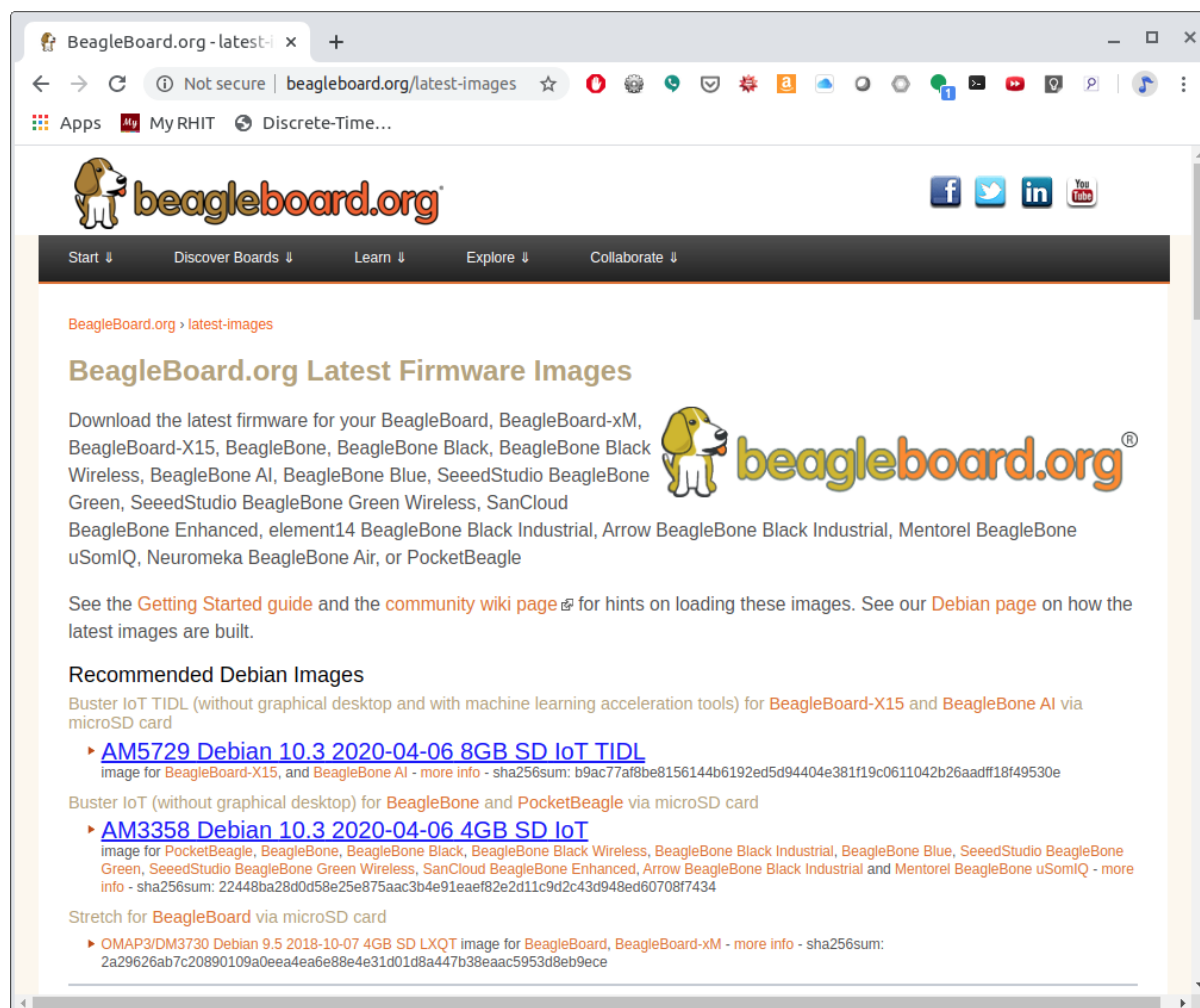 BeagleBoard.org - latest-i
Not secure | beagleboard.org/latest-images
1
Apps My RHIT Discrete-Time…
beagleboard.org
You Tube
Start ⇓ Discover Boards ⇓ Learn ⇓ Explore ⇓ Collaborate ⇓
BeagleBoard.org › latest-images
BeagleBoard.org Latest Firmware Images
Download the latest firmware for your BeagleBoard, BeagleBoard-xM,
BeagleBoard-X15, BeagleBone, BeagleBone Black, BeagleBone Black
Wireless, BeagleBone AI, BeagleBone Blue, SeeedStudio BeagleBone
Green, SeeedStudio BeagleBone Green Wireless, SanCloud
BeagleBone Enhanced, element14 BeagleBone Black Industrial, Arrow BeagleBone Black Industrial, Mentorel BeagleBone
uSomIQ, Neuromeka BeagleBone Air, or PocketBeagle
beagleboard.org®
See the Getting Started guide and the community wiki page for hints on loading these images. See our Debian page on how the
latest images are built.
Recommended Debian Images
Buster IoT TIDL (without graphical desktop and with machine learning acceleration tools) for BeagleBoard-X15 and BeagleBone AI via
microSD card
AM5729 Debian 10.3 2020-04-06 8GB SD IoT TIDL
image for BeagleBoard-X15, and BeagleBone AI - more info - sha256sum: b9ac77af8be8156144b6192ed5d94404e381f19c0611042b26aadff18f49530e
Buster IoT (without graphical desktop) for BeagleBone and PocketBeagle via microSD card
AM3358 Debian 10.3 2020-04-06 4GB SD IoT
image for PocketBeagle, BeagleBone, BeagleBone Black, BeagleBone Black Wireless, BeagleBone Black Industrial, BeagleBone Blue, SeeedStudio BeagleBone
Green, SeeedStudio BeagleBone Green Wireless, SanCloud BeagleBone Enhanced, Arrow BeagleBone Black Industrial and Mentorel BeagleBone uSomIQ - more
info - sha256sum: 22448ba28d0d58e25e875aac3b4e91eaef82e2d11c9d2c43d948ed60708f7434
Stretch for BeagleBoard via microSD card
OMAP3/DM3730 Debian 9.5 2018-10-07 4GB SD LXQT image for BeagleBoard, BeagleBoard-xM - more info - sha256sum:
2a29626ab7c20890109a0eea4ea6e88e4e31d01d8a447b38eaac5953d8eb9ece